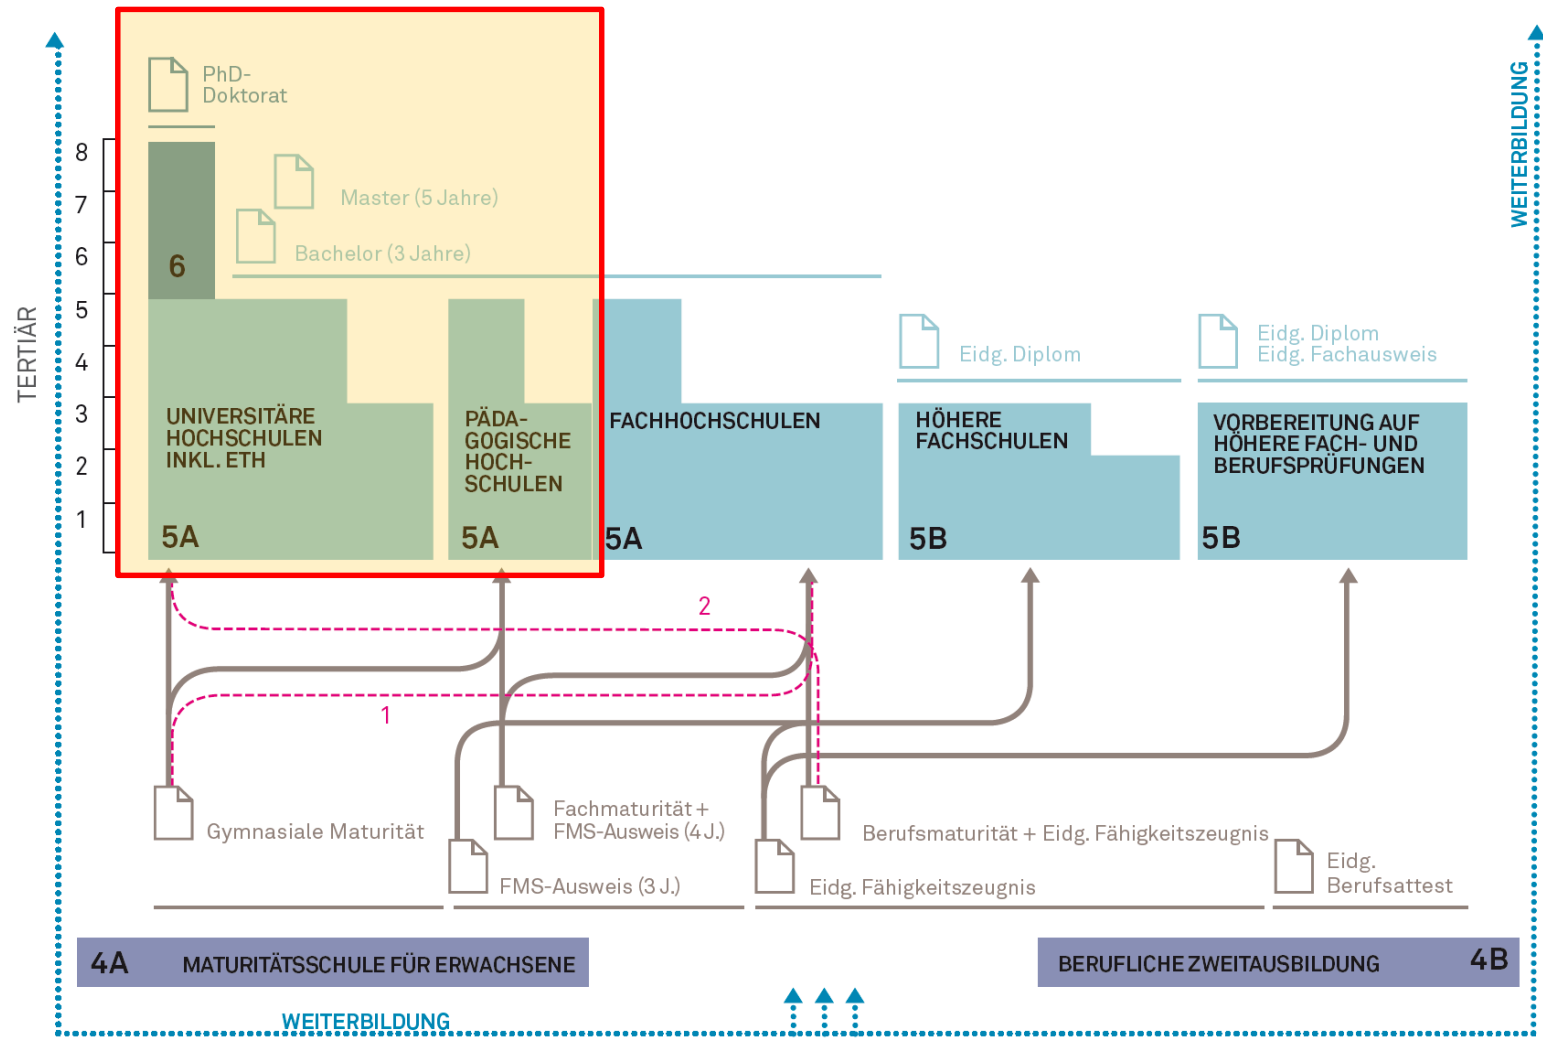 PhD-
Doktorat
Master (5 Jahre)
Bachelor (3 Jahre)
8
7
6
5
4
3
2
1
TERTIÄR
6
UNIVERSITÄRE
HOCHSCHULEN
INKL. ETH
5A
PÄDA-
GOGISCHE
HOCH-
SCHULEN
5A
FACHHOCHSCHULEN
5A
Eidg. Diplom
HÖHERE
FACHSCHULEN
5B
Eidg. Diplom
Eidg. Fachausweis
VORBEREITUNG AUF
HÖHERE FACH- UND
BERUFSPRÜFUNGEN
5B
WEITERBILDUNG
2
1
Gymnasiale Maturität
Fachmaturität +
FMS-Ausweis (4 J.)
FMS-Ausweis (3 J.)
Berufsmaturität + Eidg. Fähigkeitszeugnis
Eidg. Fähigkeitszeugnis
Eidg.
Berufsattest
4A MATURITÄTSSCHULE FÜR ERWACHSENE
BERUFLICHE ZWEITAUSBILDUNG 4B
WEITERBILDUNG